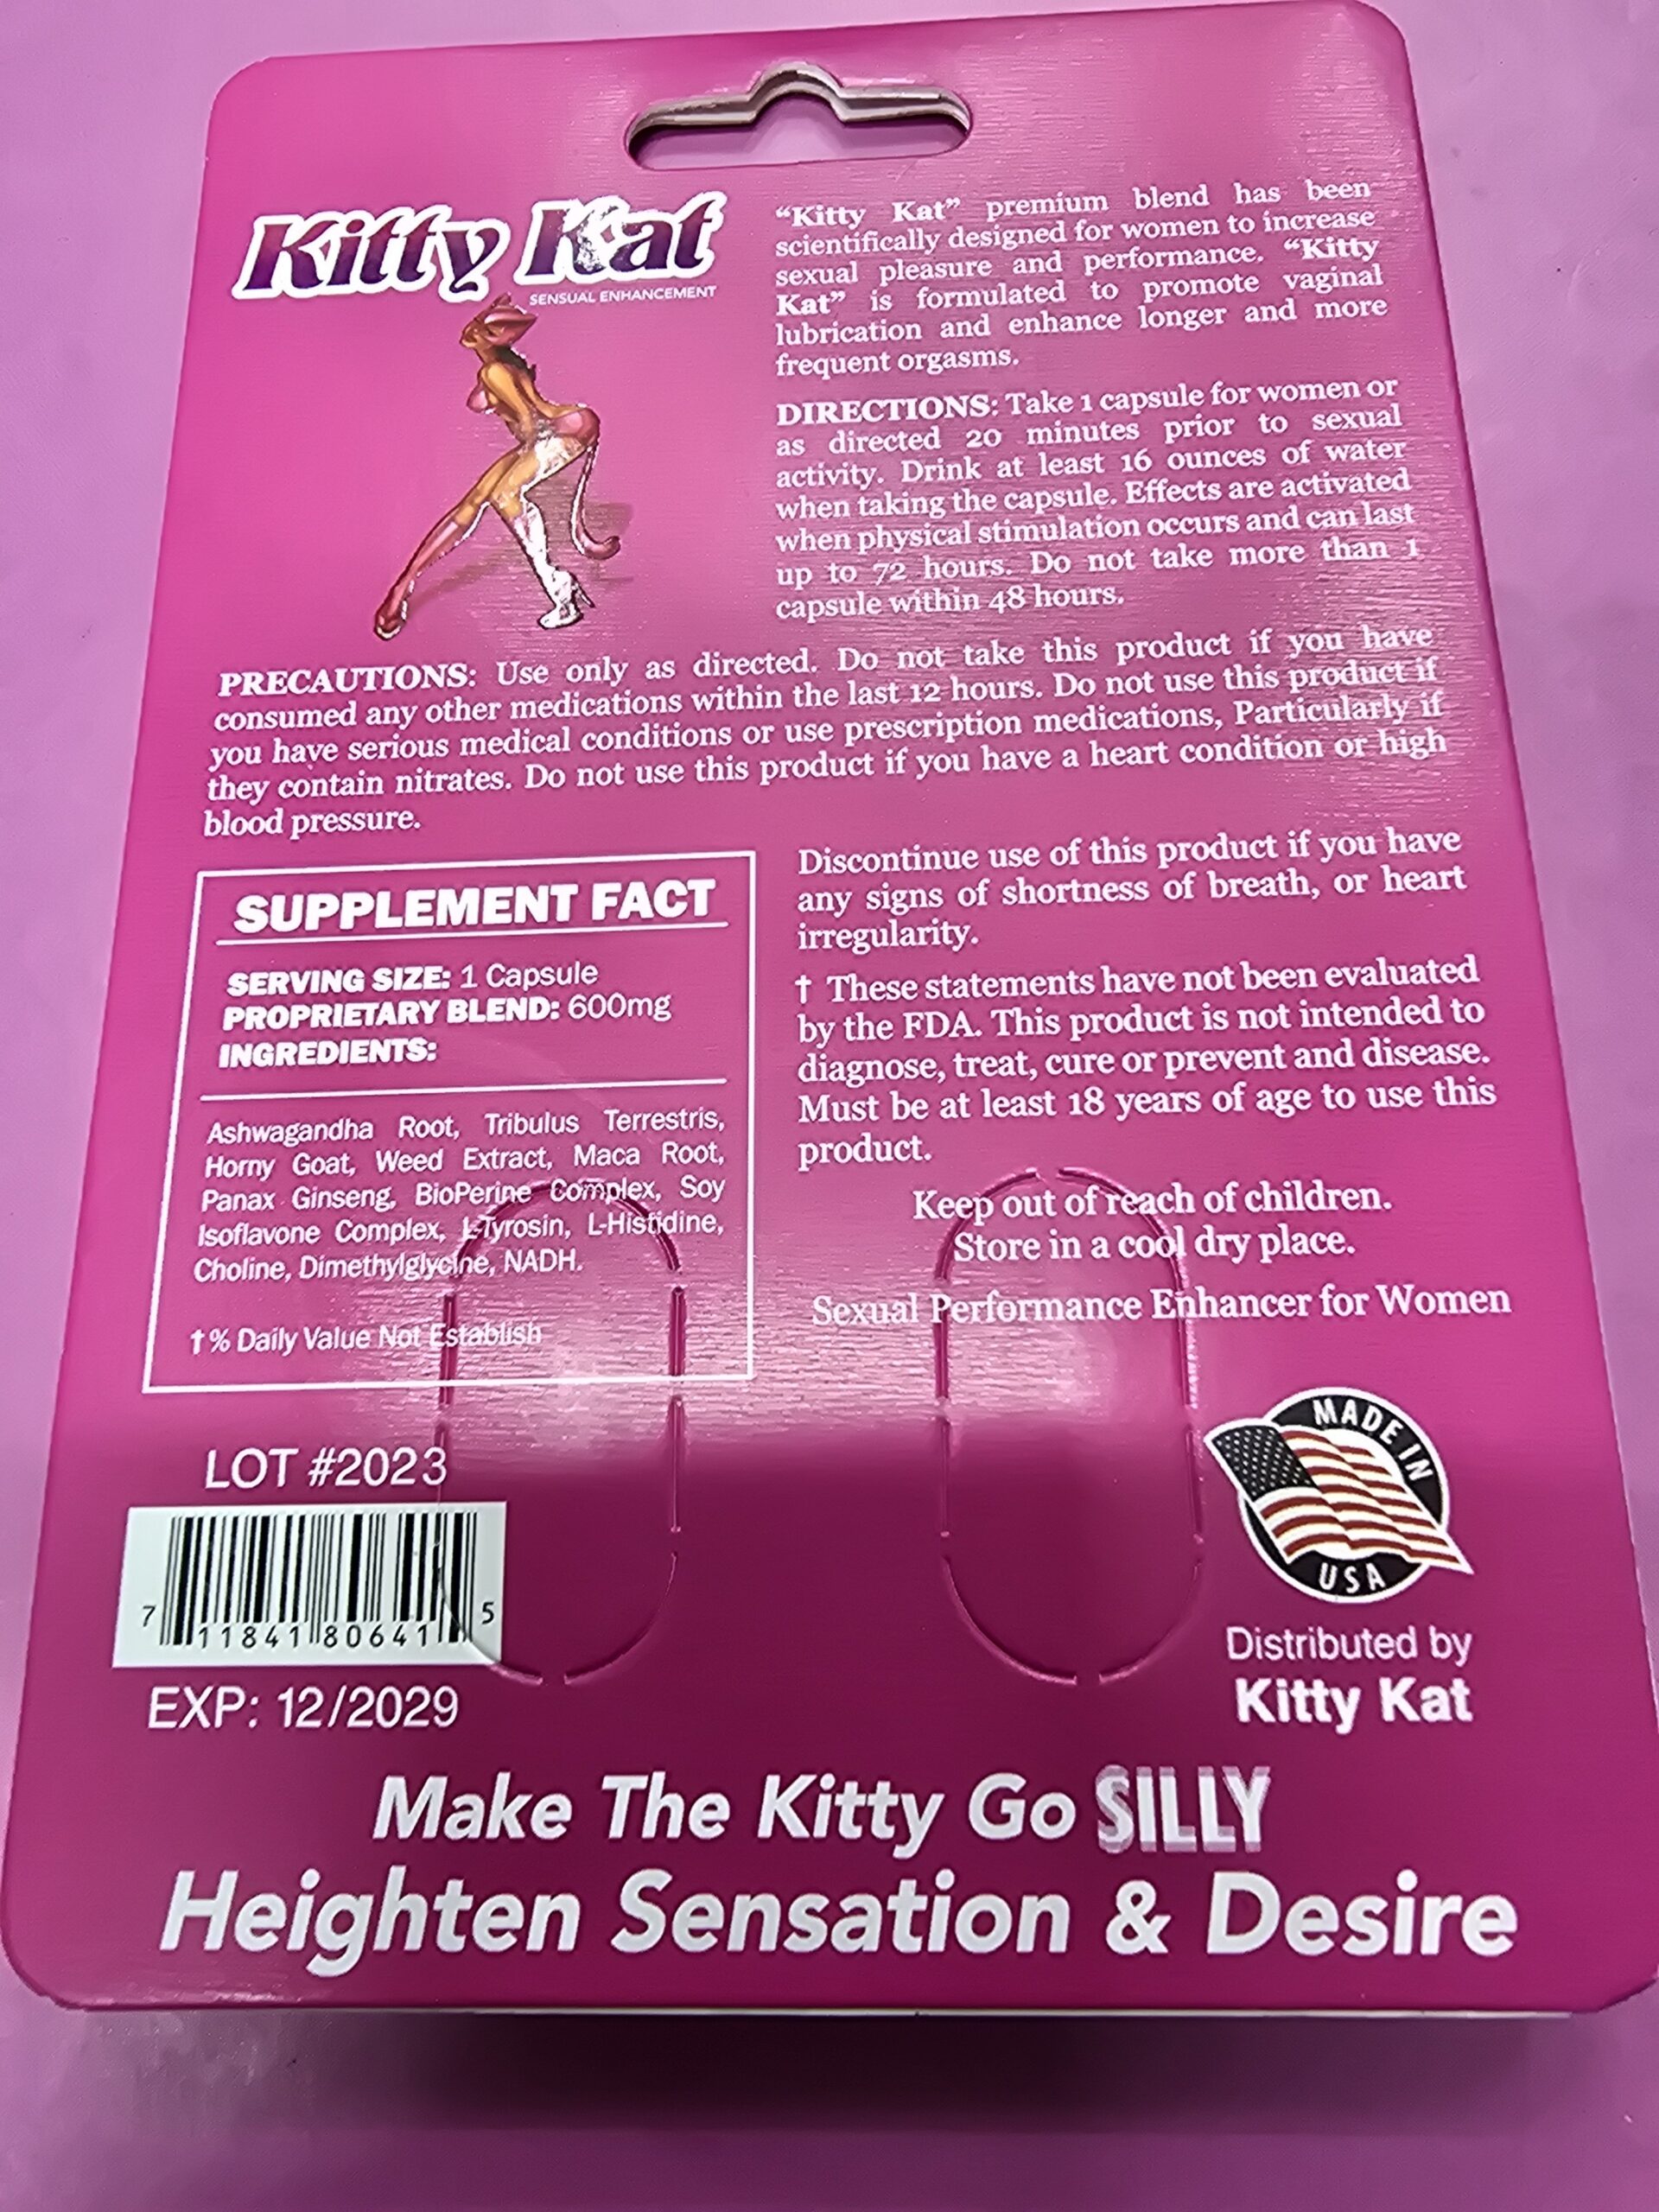 Kitty Kat
SENSUAL ENHANCEMENT
“Kitty Kat” premium blend has been
scientifically designed for women to increase
sexual pleasure and performance. “Kitty
Kat” is formulated to promote vaginal
lubrication and enhance longer and more
frequent orgasms.
DIRECTIONS: Take 1 capsule for women or
as directed 20 minutes prior to sexual
activity. Drink at least 16 ounces of water
when taking the capsule. Effects are activated
when physical stimulation occurs and can last
up to 72 hours. Do not take more than 1
capsule within 48 hours.
PRECAUTIONS: Use only as directed. Do not take this product if you have
consumed any other medications within the last 12 hours. Do not use this product if
you have serious medical conditions or use prescription medications, Particularly if
they contain nitrates. Do not use this product if you have a heart condition or high
blood pressure.
SUPPLEMENT FACT
SERVING SIZE: 1 Capsule
PROPRIETARY BLEND: 600mg
INGREDIENTS:
Ashwagandha Root, Tribulus Terrestris,
Horny Goat, Weed Extract, Maca Root,
Panax Ginseng, BioPerine Complex, Soy
Isoflavone Complex, L-Tyrosin, L-Histidine,
Choline, Dimethylglycine, NADH.
†% Daily Value Not Establish
Discontinue use of this product if you have
any signs of shortness of breath, or heart
irregularity.
† These statements have not been evaluated
by the FDA. This product is not intended to
diagnose, treat, cure or prevent and disease.
Must be at least 18 years of age to use this
product.
Keep out of reach of children.
Store in a cool dry place.
Sexual Performance Enhancer for Women
LOT #2023
7 11841 80641 5
EXP: 12/2029
MADE IN
USA
Distributed by
Kitty Kat
Make The Kitty Go SILLY
Heighten Sensation & Desire